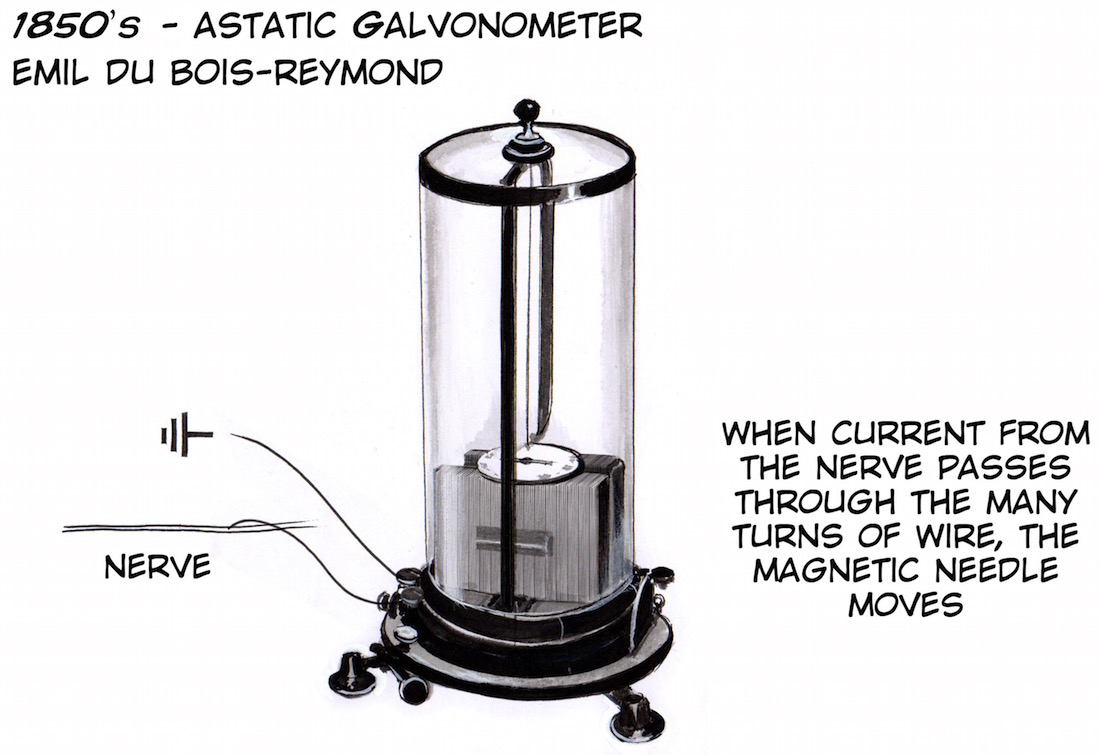 1850's - ASTATIC GALVONOMETER
EMIL DU BOIS-REYMOND
NERVE
WHEN CURRENT FROM
THE NERVE PASSES
THROUGH THE MANY
TURNS OF WIRE, THE
MAGNETIC NEEDLE
MOVES